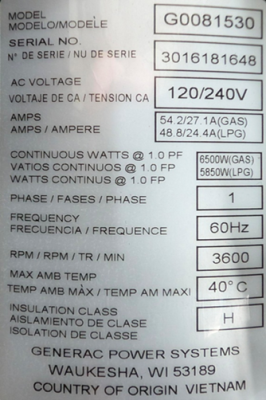 MODEL
MODELO/MODÈLE G0081530
SERIAL NO.
N° DE SERIE / NU DE SERIE 3016181648
AC VOLTAGE
VOLTAJE DE CA / TENSION CA 120/240V
AMPS 54.2/27.1A(GAS)
AMPS / AMPERE 48.8/24.4A(LPG)
CONTINUOUS WATTS @ 1.0 PF 6500W(GAS)
VATIOS CONTINUOS @ 1.0 FP 5850W(LPG)
WATTS CONTINUS @ 1.0 FP
PHASE / FASES / PHASE 1
FREQUENCY
FRECUENCIA / FREQUENCE 60Hz
RPM / RPM / TR / MIN 3600
MAX AMB TEMP
TEMP AMB MÀX / TEMP AM MAXI 40°C
INSULATION CLASS
AISLAMIENTO DE CLASE H
ISOLATION DE CLASSE
GENERAC POWER SYSTEMS
WAUKESHA, WI 53189
COUNTRY OF ORIGIN VIETNAM